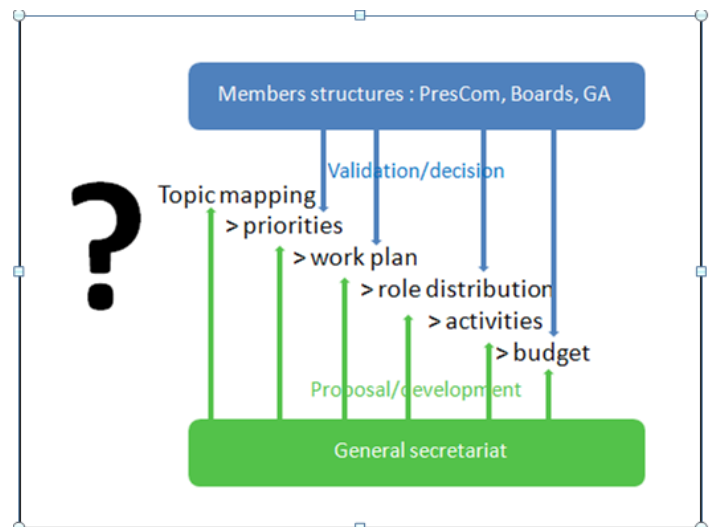 Members structures : PresCom, Boards, GA
Validation/decision
?
Topic mapping
> priorities
> work plan
> role distribution
> activities
> budget
Proposal/development
General secretariat